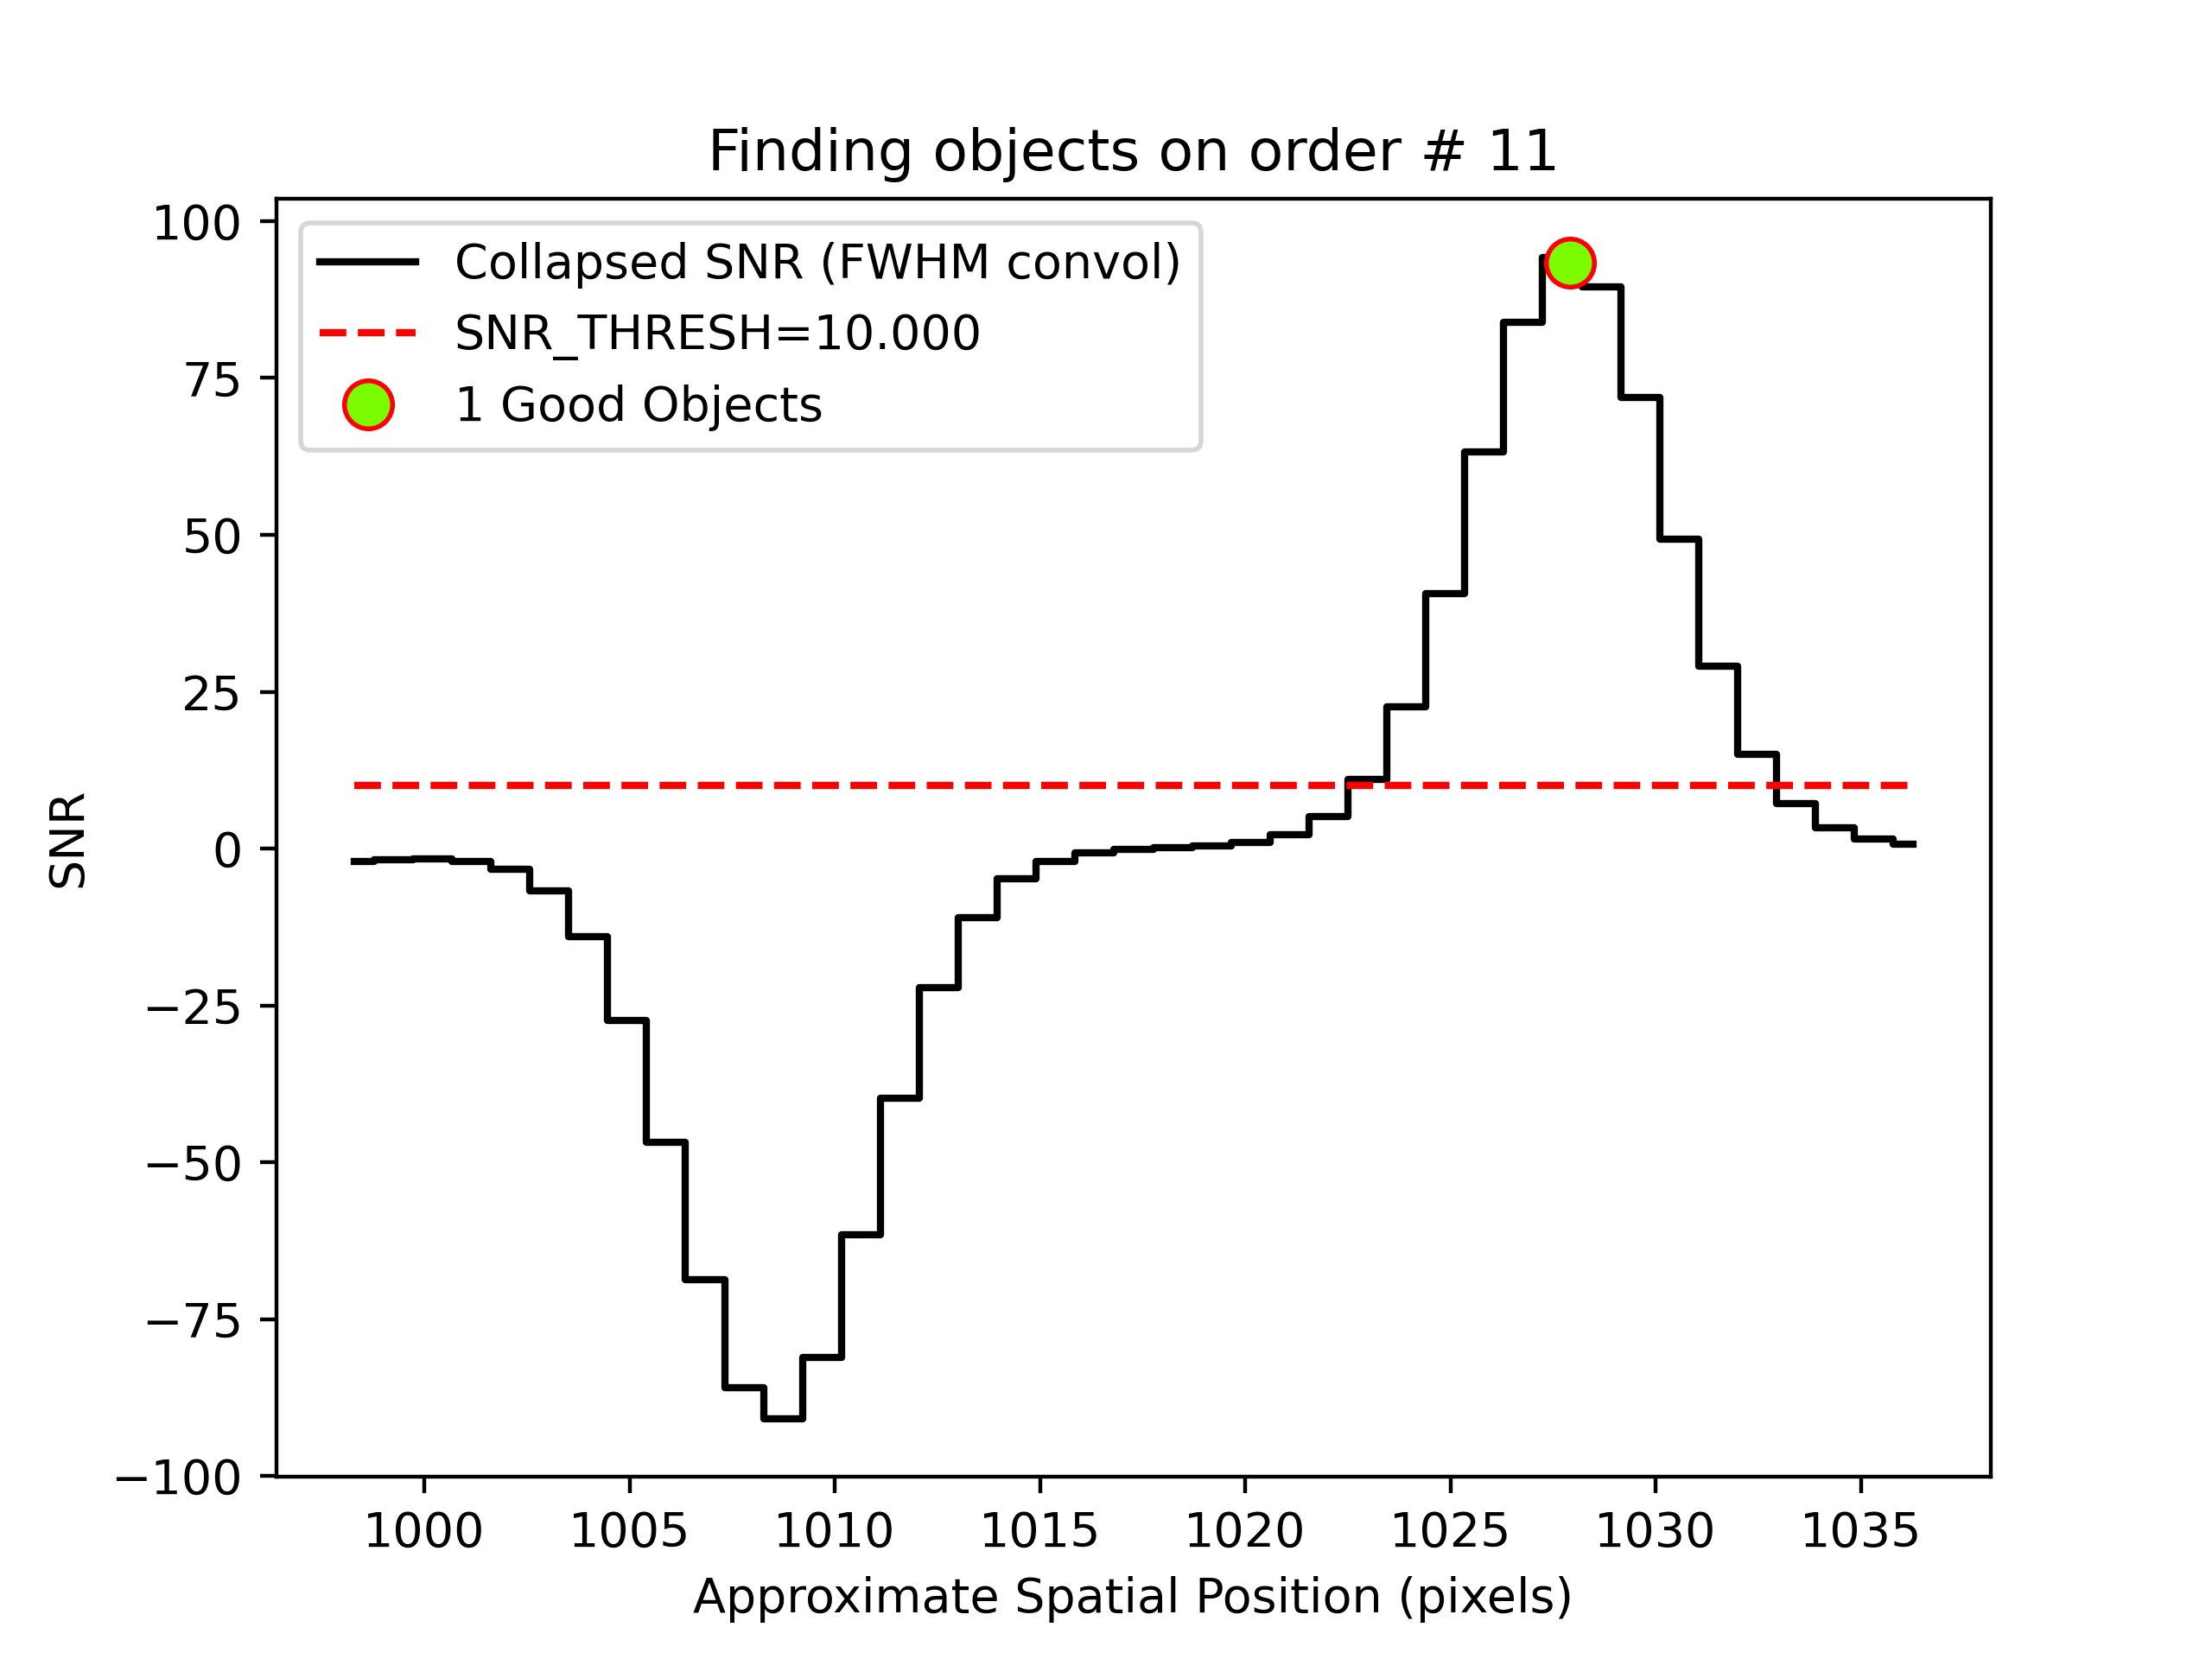 Finding objects on order # 11
Collapsed SNR (FWHM convol)
SNR_THRESH=10.000
1 Good Objects
100
75
50
25
0
−25
−50
−75
−100
SNR
1000 1005 1010 1015 1020 1025 1030 1035
Approximate Spatial Position (pixels)